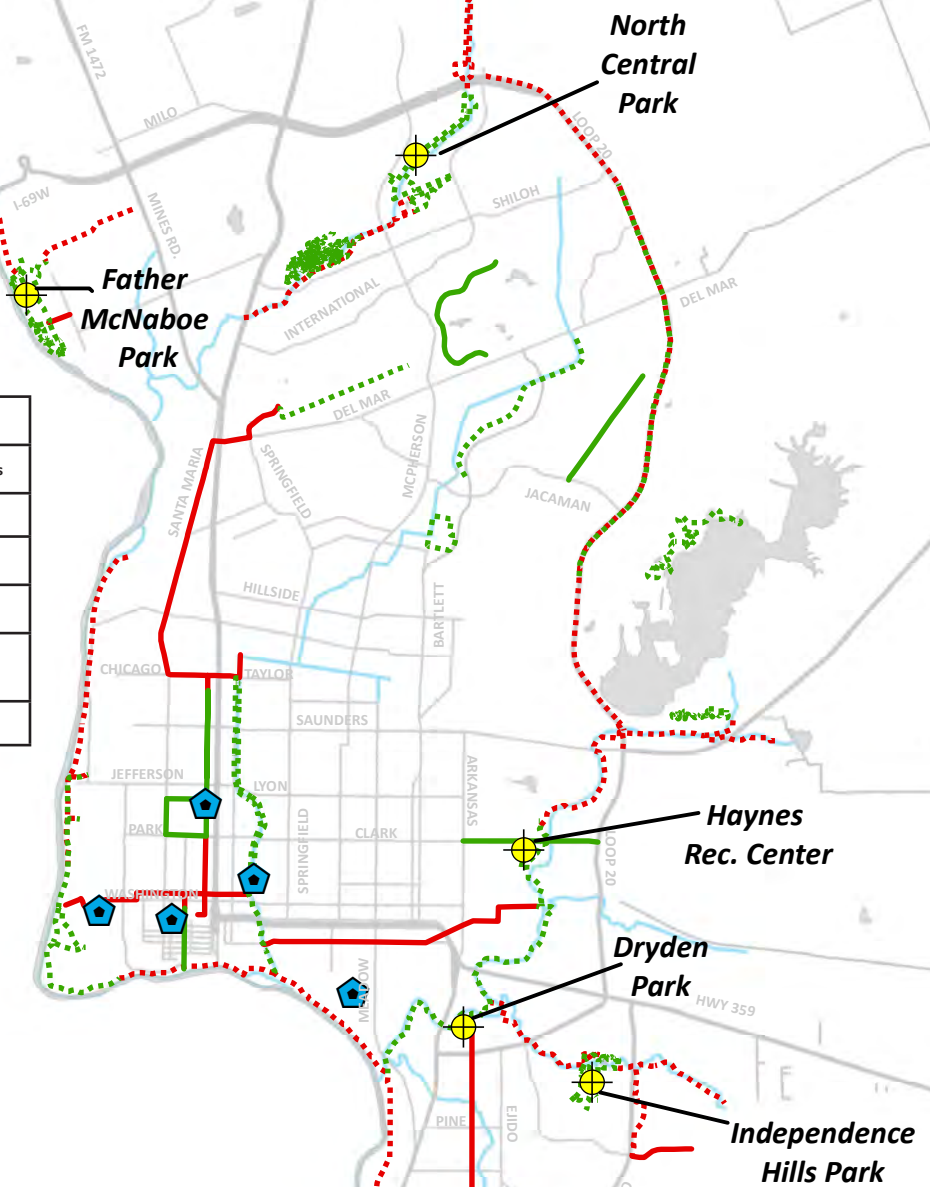 North
Central
Park
FM 1472
MILO
LOOP 20
I-69W
MINES RD.
SHILOH
Father
McNaboe
Park
INTERNATIONAL
DEL MAR
DEL MAR
s
SANTA MARIA
SPRINGFIELD
MCPHERSON
JACAMAN
HILLSIDE
BARTLETT
CHICAGO
TAYLOR
SAUNDERS
JEFFERSON
LYON
ARKANSAS
PARK
SPRINGFIELD
CLARK
Haynes
Rec. Center
LOOP 20
WASHINGTON
Dryden
Park
MEADOW
HWY 359
PINE
EJIDO
Independence
Hills Park